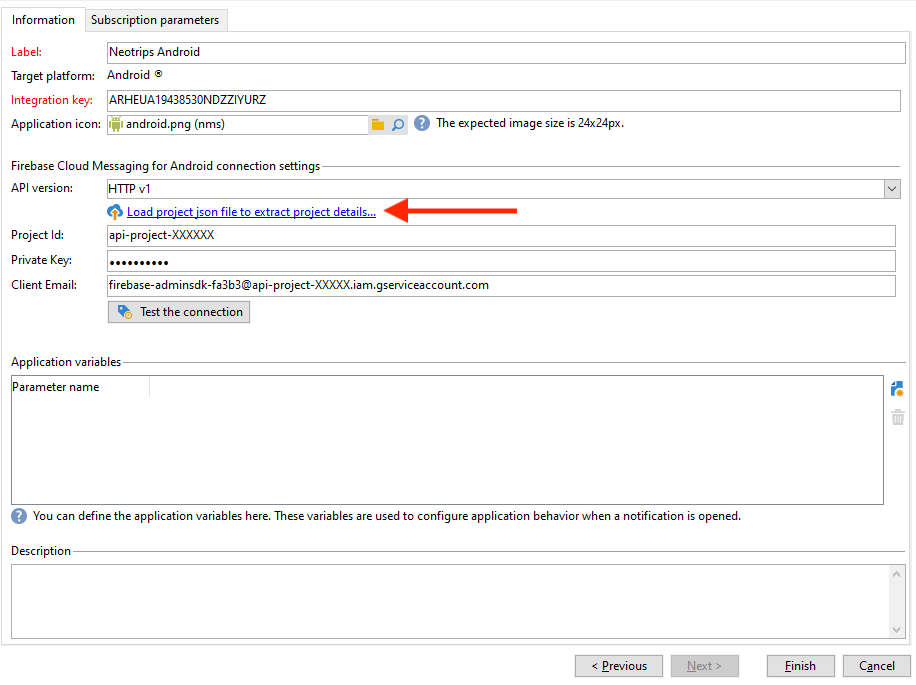 Information Subscription parameters
Label: Neotrips Android
Target platform: Android ®
Integration key: ARHEUA19438530NDZZIYURZ
Application icon: android.png (nms) ? The expected image size is 24x24px.
Firebase Cloud Messaging for Android connection settings
API version: HTTP v1
Load project json file to extract project details...
Project Id: api-project-XXXXXX
Private Key: ●●●●●●●●●●
Client Email: firebase-adminsdk-fa3b3@api-project-XXXXX.iam.gserviceaccount.com
Test the connection
Application variables
Parameter name
? You can define the application variables here. These variables are used to configure application behavior when a notification is opened.
Description
< Previous Next > Finish Cancel